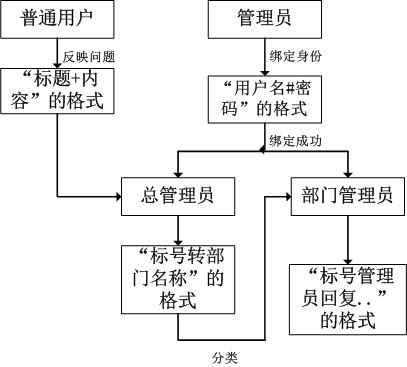 普通用户
管理员
反映问题
绑定身份
“标题+内
容”的格式
“用户名#密
码”的格式
绑定成功
总管理员
部门管理员
“标号转部
门名称”的
格式
“标号管理
员回复..”
的格式
分类